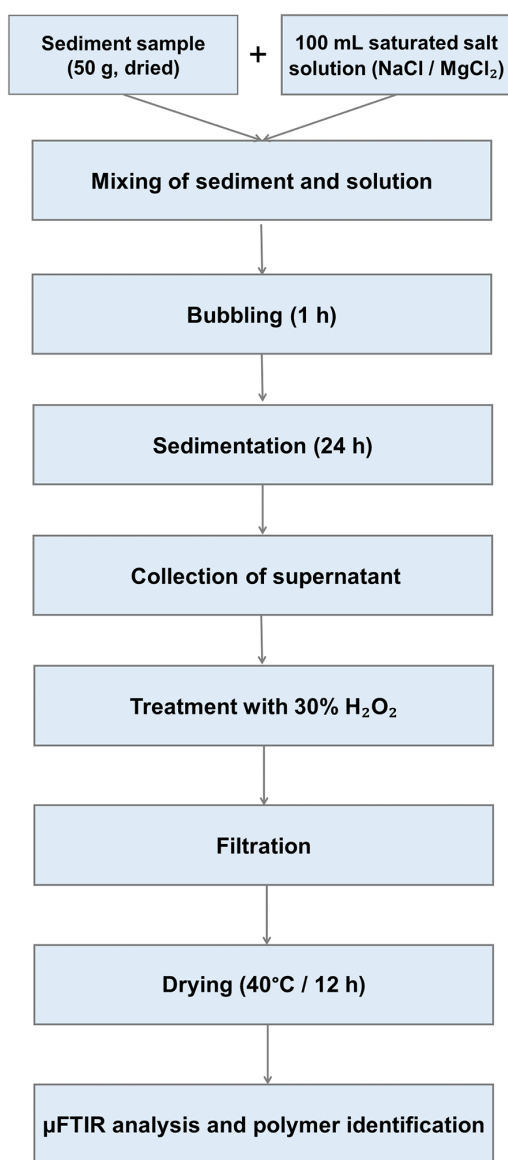 Sediment sample
(50 g, dried)
+
100 mL saturated salt
solution (NaCl / MgCl₂)
Mixing of sediment and solution
Bubbling (1 h)
Sedimentation (24 h)
Collection of supernatant
Treatment with 30% H₂O₂
Filtration
Drying (40°C / 12 h)
µFTIR analysis and polymer identification